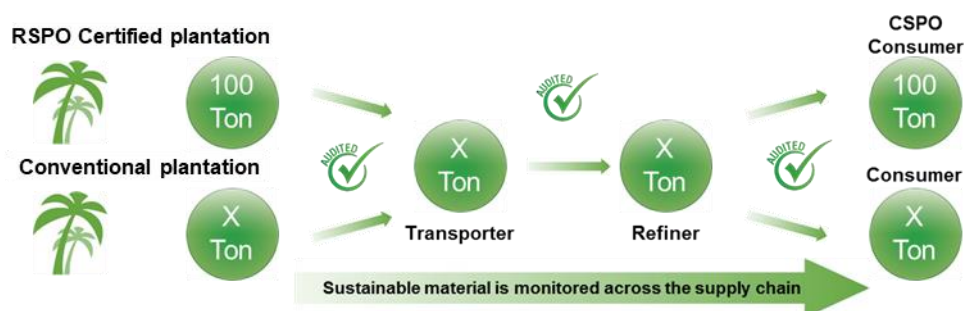 RSPO Certified plantation
100
Ton
Conventional plantation
X
Ton
AUDITED
X
Ton
Transporter
AUDITED
X
Ton
Refiner
AUDITED
CSPO
Consumer
100
Ton
Consumer
X
Ton
Sustainable material is monitored across the supply chain